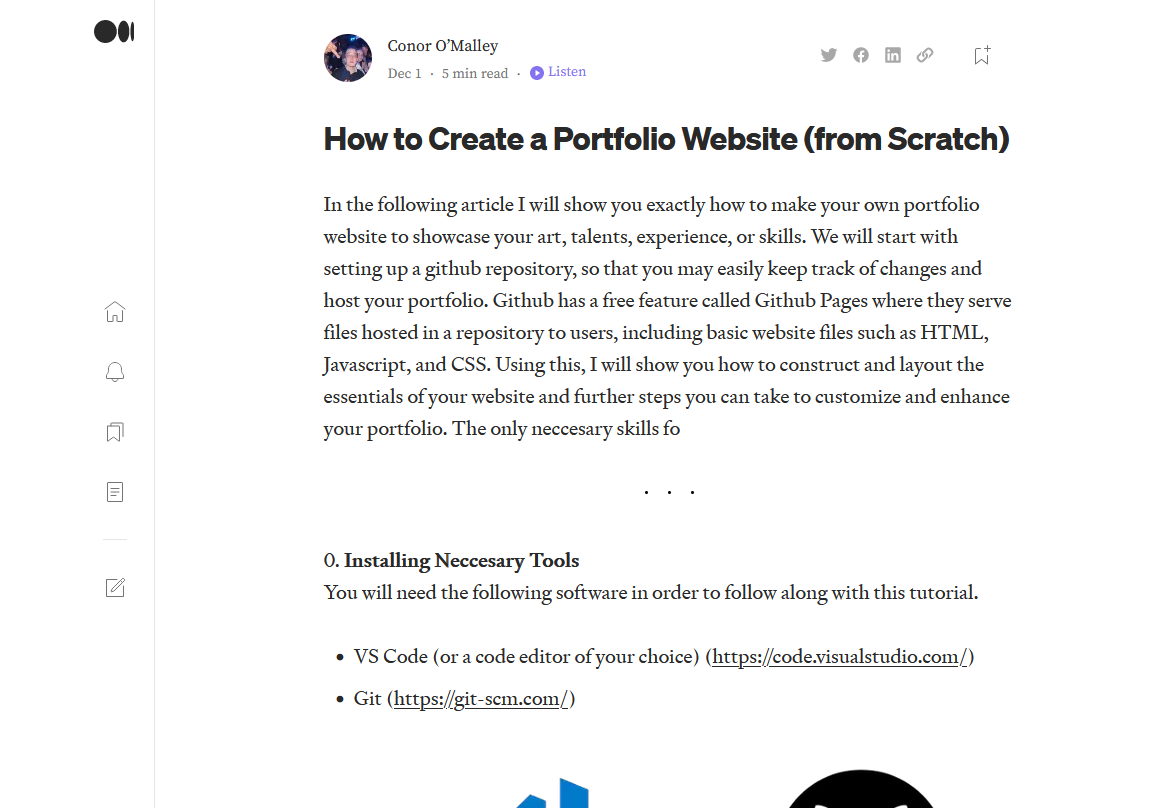 Conor O’Malley
Dec 1 · 5 min read · Listen
How to Create a Portfolio Website (from Scratch)
In the following article I will show you exactly how to make your own portfolio
website to showcase your art, talents, experience, or skills. We will start with
setting up a github repository, so that you may easily keep track of changes and
host your portfolio. Github has a free feature called Github Pages where they serve
files hosted in a repository to users, including basic website files such as HTML,
Javascript, and CSS. Using this, I will show you how to construct and layout the
essentials of your website and further steps you can take to customize and enhance
your portfolio. The only neccesary skills fo
. . .
0. Installing Neccesary Tools
You will need the following software in order to follow along with this tutorial.
• VS Code (or a code editor of your choice) (https://code.visualstudio.com/)
• Git (https://git-scm.com/)